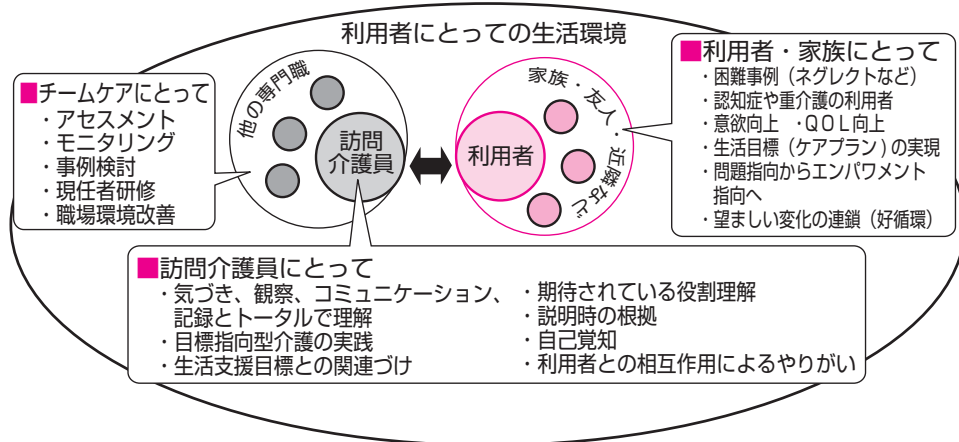 利用者にとっての生活環境
■チームケアにとって
・アセスメント
・モニタリング
・事例検討
・現任者研修
・職場環境改善
他の専門職
訪問
介護員
利用者
家族・友人・近隣など
■利用者・家族にとって
・困難事例（ネグレクトなど）
・認知症や重介護の利用者
・意欲向上 ・QOL向上
・生活目標（ケアプラン）の実現
・問題指向からエンパワメント
指向へ
・望ましい変化の連鎖（好循環）
■訪問介護員にとって
・気づき、観察、コミュニケーション、
記録とトータルで理解
・目標指向型介護の実践
・生活支援目標との関連づけ
・期待されている役割理解
・説明時の根拠
・自己覚知
・利用者との相互作用によるやりがい